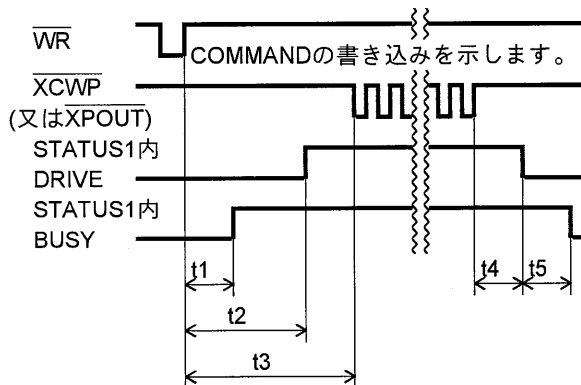 WR
COMMANDの書き込みを示します。
XCWP
(又はXPOUT)
STATUS1内
DRIVE
STATUS1内
BUSY
t1
t4
t5
t2
t3